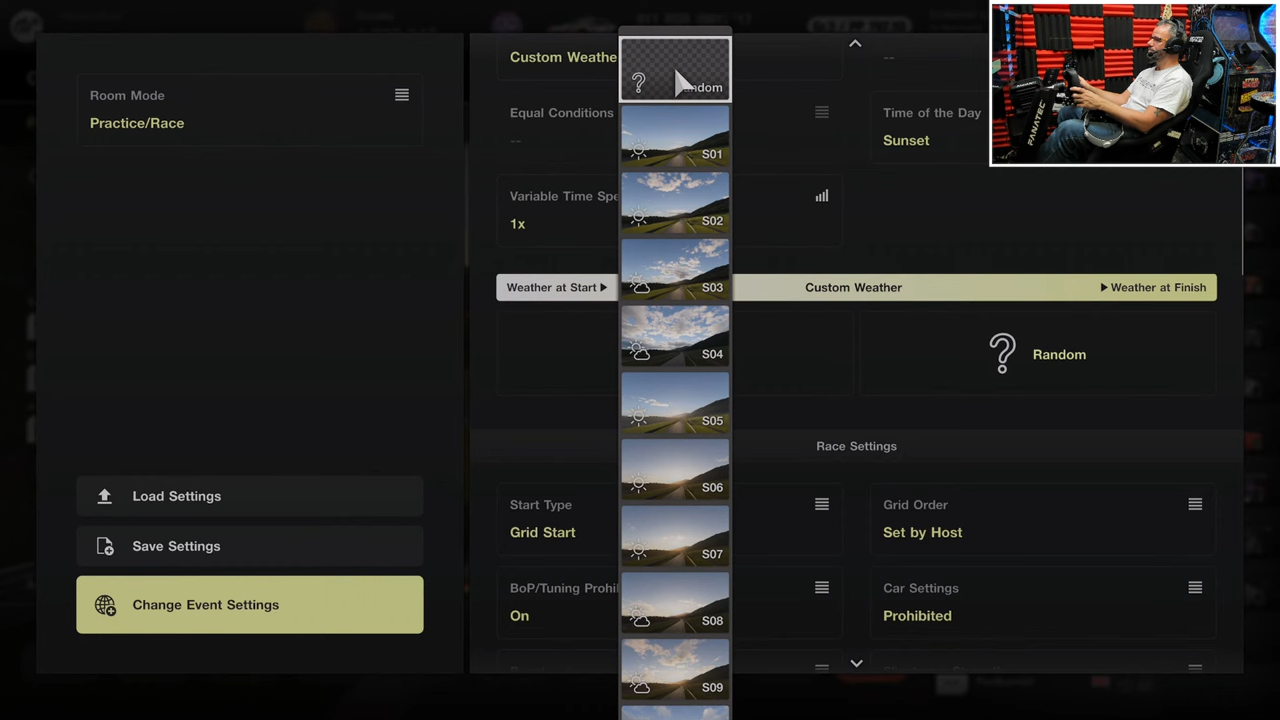 Room Mode
Practice/Race
Load Settings
Save Settings
Change Event Settings
Custom Weathe
--
Equal Conditions
--
Time of the Day
Sunset
Variable Time Spe
1x
Weather at Start
Custom Weather
Weather at Finish
Random
Race Settings
Start Type
Grid Start
Grid Order
Set by Host
BoP/Tuning Prohi
On
Car Settings
Prohibited
ndom
S01
S02
S03
S04
S05
S06
S07
S08
S09
FANATEC